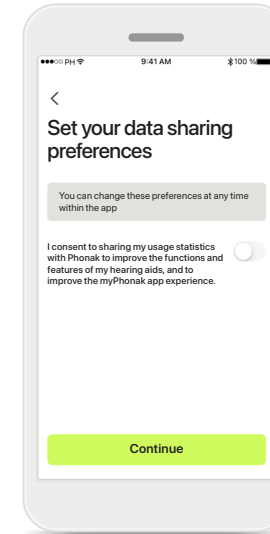 PH 9:41 AM 100 %
Set your data sharing
preferences
You can change these preferences at any time
within the app
I consent to sharing my usage statistics
with Phonak to improve the functions and
features of my hearing aids, and to
improve the myPhonak app experience.
Continue